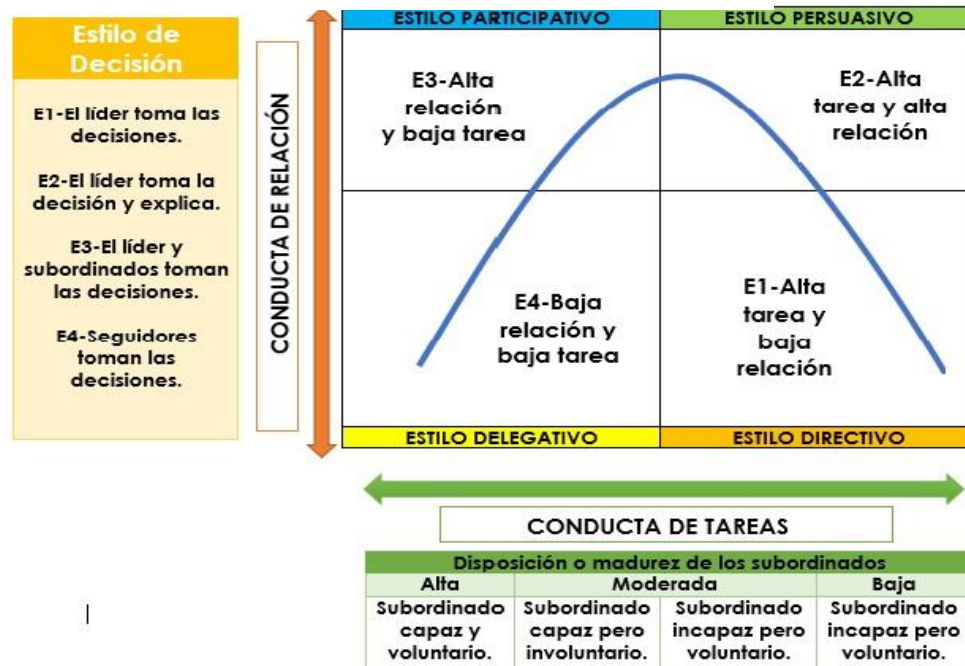 Estilo de
Decisión
E1-El líder toma las
decisiones.
E2-El líder toma la
decisión y explica.
E3-El líder y
subordinados toman
las decisiones.
E4-Seguidores
toman las
decisiones.
CONDUCTA DE RELACIÓN
ESTILO PARTICIPATIVO
ESTILO PERSUASIVO
E3-Alta
relación
y baja tarea
E2-Alta
tarea y alta
relación
E4-Baja
relación y
baja tarea
E1-Alta
tarea y
baja
relación
ESTILO DELEGATIVO
ESTILO DIRECTIVO
CONDUCTA DE TAREAS
Disposición o madurez de los subordinados
Alta
Moderada
Baja
Subordinado
capaz y
voluntario.
Subordinado
capaz pero
involuntario.
Subordinado
incapaz pero
voluntario.
Subordinado
incapaz pero
voluntario.